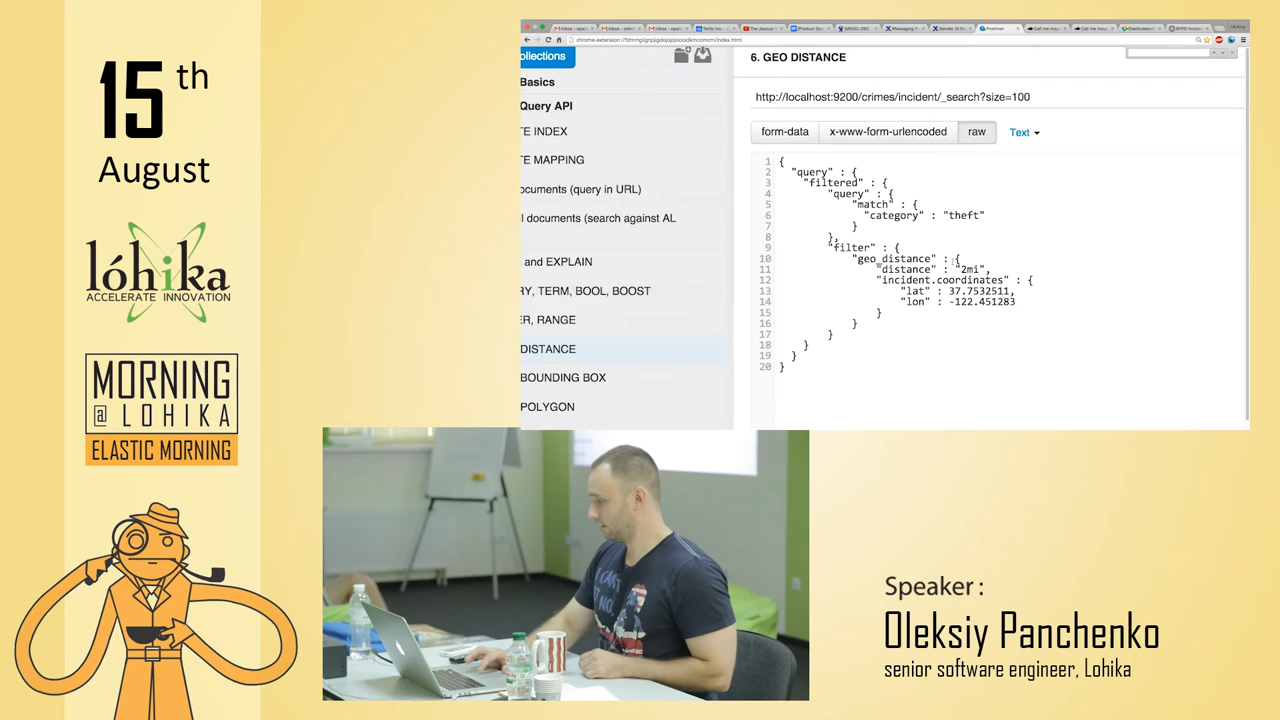 15th
August
lóhika
ACCELERATE INNOVATION
MORNING
@ LOHIKA
ELASTIC MORNING
ollections
Basics
Query API
TE INDEX
TE MAPPING
ocuments (query in URL)
l documents (search against AL
and EXPLAIN
RY, TERM, BOOL, BOOST
ER, RANGE
DISTANCE
BOUNDING BOX
POLYGON
chrome-extension://
6. GEO DISTANCE
http://localhost:9200/crimes/incident/_search?size=100
form-data x-www-form-urlencoded raw Text
1 {
2 "query" : {
3 "filtered" : {
4 "query" : {
5 "match" : {
6 "category" : "theft"
7 }
8 },
9 "filter" : {
10 "geo_distance" : {
11 "distance" : "2mi",
12 "incident.coordinates" : {
13 "lat" : 37.7532511,
14 "lon" : -122.451283
15 }
16 }
17 }
18 }
19 }
20 }
Speaker :
Oleksiy Panchenko
senior software engineer, Lohika